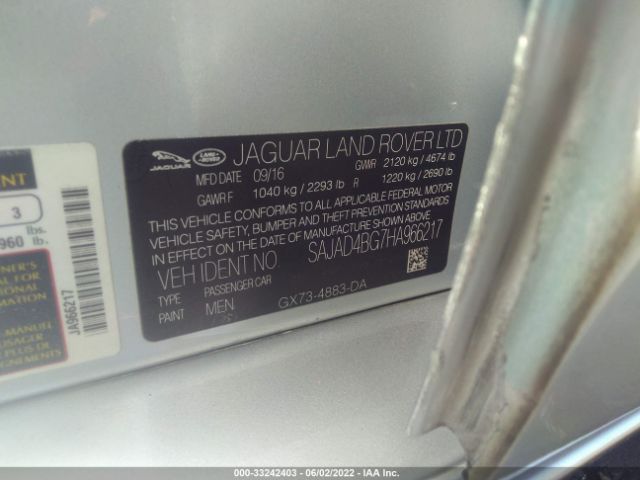 JAGUAR
LAND ROVER
JAGUAR LAND ROVER LTD
MFD DATE 09/16 GVWR 2120 kg / 4674 lb
GAWR F 1040 kg / 2293 lb R 1220 kg / 2690 lb
THIS VEHICLE CONFORMS TO ALL APPLICABLE FEDERAL MOTOR
VEHICLE SAFETY, BUMPER AND THEFT PREVENTION STANDARDS
IN EFFECT ON THE DATE OF MANUFACTURE SHOWN ABOVE
VEH IDENT NO SAJAD4BG7HA966217
TYPE PASSENGER CAR
PAINT MEN GX73-4883-DA
3
lbs.
960 lb.
JA966217
000-33242403 - 06/02/2022 - IAA Inc.